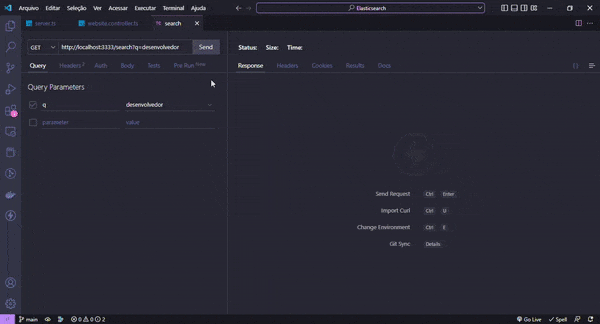 Arquivo Editar Seleção Ver Acessar Executar Terminal Ajuda Elasticsearch
server.ts website.controller.ts search
GET http://localhost:3333/search?q=desenvolvedor Send Status: Size: Time:
Query Headers 2 Auth Body Tests Pre Run New Response Headers Cookies Results Docs
Query Parameters
q desenvolvedor
parameter value
Send Request Ctrl Enter
Import Curl Ctrl U
Change Environment Ctrl E
Git Sync Details
main 0 0 2 Go Live Spell